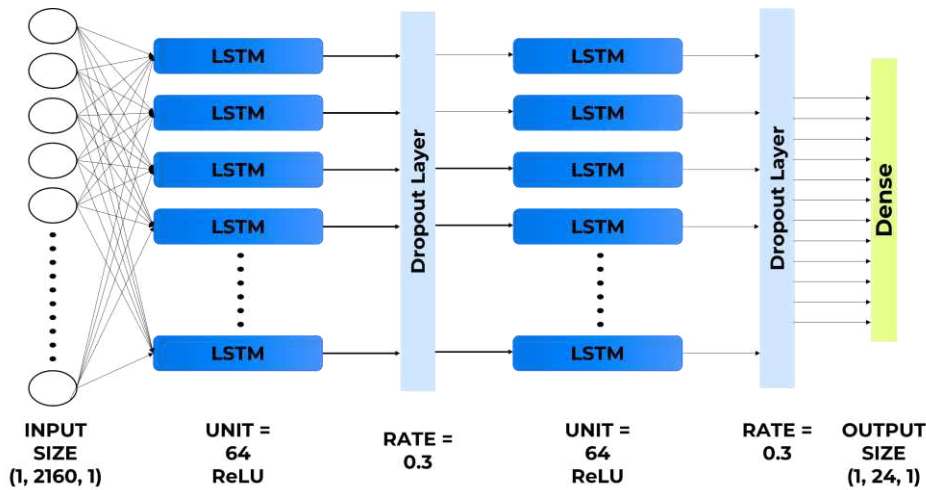 LSTM
LSTM
LSTM
LSTM
LSTM
Dropout Layer
LSTM
LSTM
LSTM
LSTM
LSTM
Dropout Layer
Dense
INPUT
SIZE
(1, 2160, 1)
UNIT =
64
ReLU
RATE =
0.3
UNIT =
64
ReLU
RATE =
0.3
OUTPUT
SIZE
(1, 24, 1)